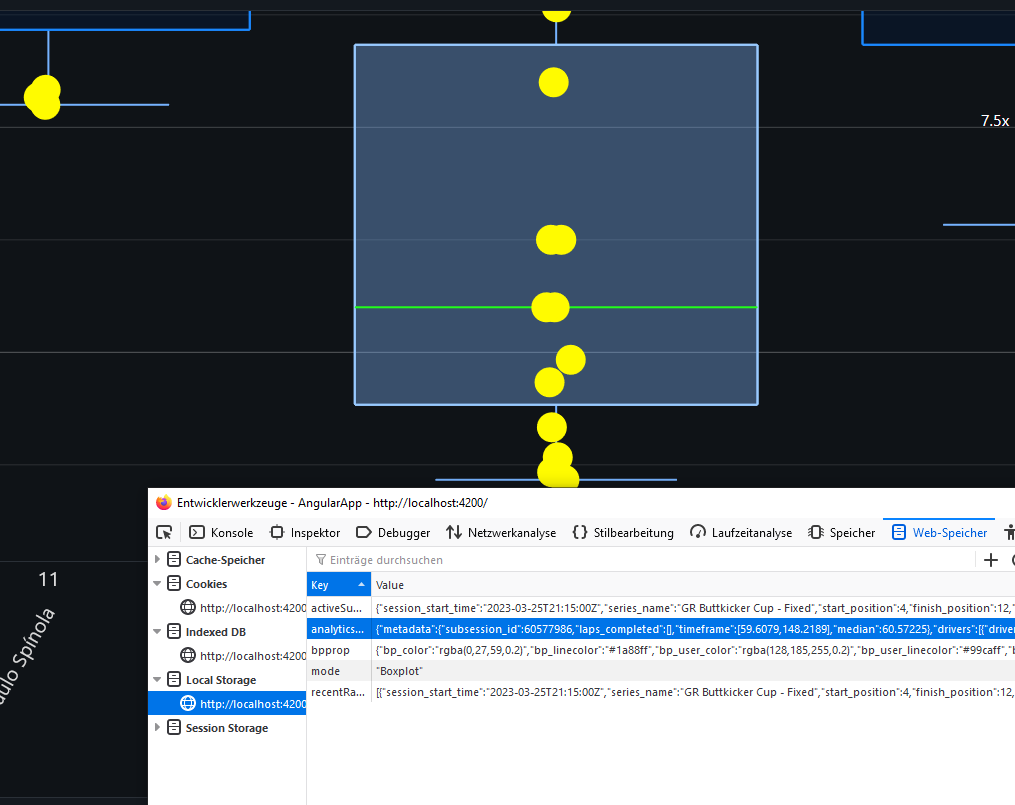 7.5x
11
ulo Spínola
Entwicklerwerkzeuge - AngularApp - http://localhost:4200/
Konsole Inspektor Debugger Netzwerkanalyse Stilbearbeitung Laufzeitanalyse Speicher Web-Speicher
Cache-Speicher
Cookies
http://localhost:4200
Indexed DB
http://localhost:4200
Local Storage
http://localhost:4200
Session Storage
Einträge durchsuchen
Key Value
activeSu... {"session_start_time":"2023-03-25T21:15:00Z","series_name":"GR Buttkicker Cup - Fixed","start_position":4,"finish_position":12,"
analytics... {"metadata":{"subsession_id":60577986,"laps_completed":[],"timeframe":[59.6079,148.2189],"median":60.57225},"drivers":[{"drive
bpprop {"bp_color":"rgba(0,27,59,0.2)","bp_linecolor":"#1a88ff","bp_user_color":"rgba(128,185,255,0.2)","bp_user_linecolor":"#99caff","b
mode "Boxplot"
recentRa... [{"session_start_time":"2023-03-25T21:15:00Z","series_name":"GR Buttkicker Cup - Fixed","start_position":4,"finish_position":12,